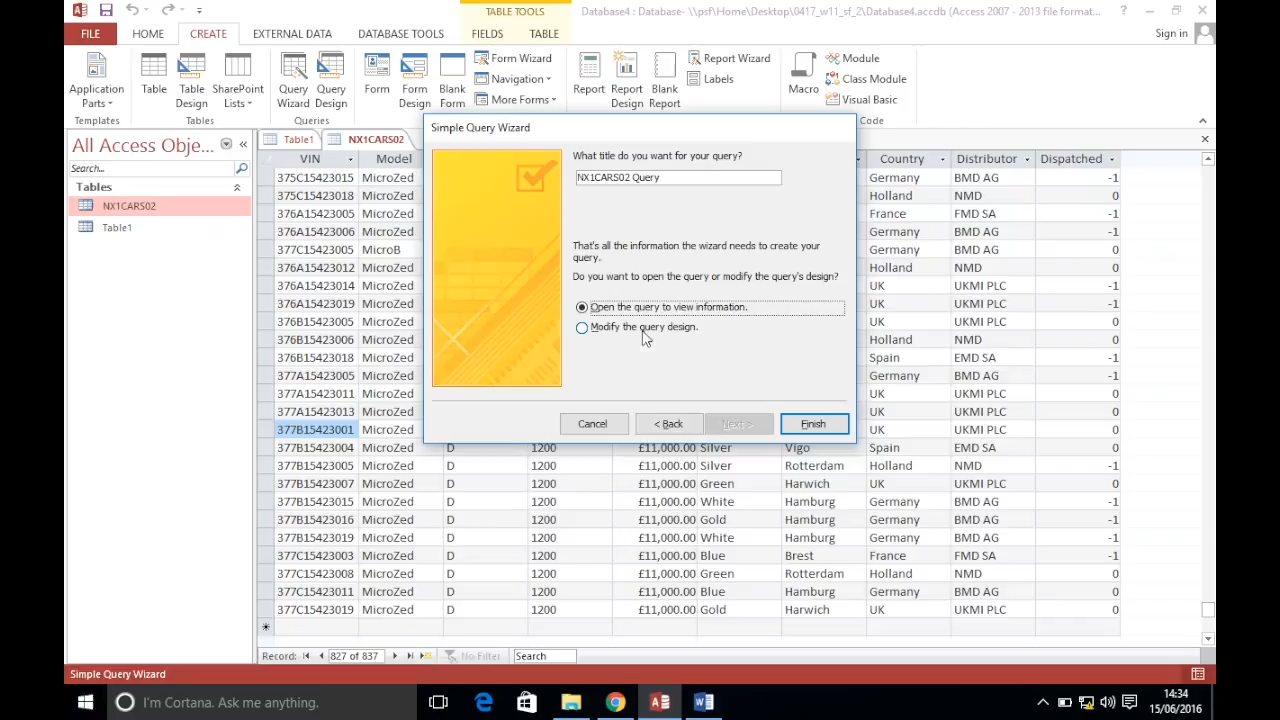 TABLE TOOLS
Database4 : Database- \\psf\Home\Desktop\0417_w11_sf_2\Database4.accdb (Access 2007 - 2013 file format...
FILE HOME CREATE EXTERNAL DATA DATABASE TOOLS FIELDS TABLE Sign in
Application Parts Table Table Design SharePoint Lists Query Wizard Query Design Form Form Design Blank Form Form Wizard Navigation More Forms Report Report Design Blank Report Report Wizard Labels Macro Module Class Module Visual Basic
Templates Tables Queries Code
All Access Obje...
Search...
Tables
NX1CARS02
Table1
Table1 NX1CARS02
VIN Model Country Distributor Dispatched
375C15423015 MicroZed Germany BMD AG -1
375C15423018 MicroZed Holland NMD 0
376A15423005 MicroZed France FMD SA -1
376A15423006 MicroZed Germany BMD AG -1
377C15423005 MicroB Germany BMD AG 0
376A15423012 MicroZed Holland NMD 0
376A15423014 MicroZed UK UKMI PLC -1
376A15423019 MicroZed UK UKMI PLC -1
376B15423005 MicroZed UK UKMI PLC -1
376B15423006 MicroZed Holland NMD 0
376B15423018 MicroZed Spain EMD SA -1
377A15423005 MicroZed Germany BMD AG -1
377A15423011 MicroZed UK UKMI PLC 0
377A15423013 MicroZed UK UKMI PLC 0
377B15423001 MicroZed UK UKMI PLC 0
377B15423004 MicroZed D 1200 £11,000.00 Silver Vigo Spain EMD SA 0
377B15423005 MicroZed D 1200 £11,000.00 Silver Rotterdam Holland NMD -1
377B15423007 MicroZed D 1200 £11,000.00 Green Harwich UK UKMI PLC 0
377B15423015 MicroZed D 1200 £11,000.00 White Hamburg Germany BMD AG -1
377B15423016 MicroZed D 1200 £11,000.00 Gold Hamburg Germany BMD AG 0
377B15423019 MicroZed D 1200 £11,000.00 White Hamburg Germany BMD AG -1
377C15423003 MicroZed D 1200 £11,000.00 Blue Brest France FMD SA -1
377C15423008 MicroZed D 1200 £11,000.00 Green Rotterdam Holland NMD 0
377C15423011 MicroZed D 1200 £11,000.00 Blue Hamburg Germany BMD AG 0
377C15423019 MicroZed D 1200 £11,000.00 Gold Harwich UK UKMI PLC 0
Simple Query Wizard
What title do you want for your query?
NX1CARS02 Query
That's all the information the wizard needs to create your
query.
Do you want to open the query or modify the query's design?
Open the query to view information.
Modify the query design.
Cancel < Back Next > Finish
Record: 827 of 837 No Filter Search
Simple Query Wizard
I'm Cortana. Ask me anything.
14:34
15/06/2016